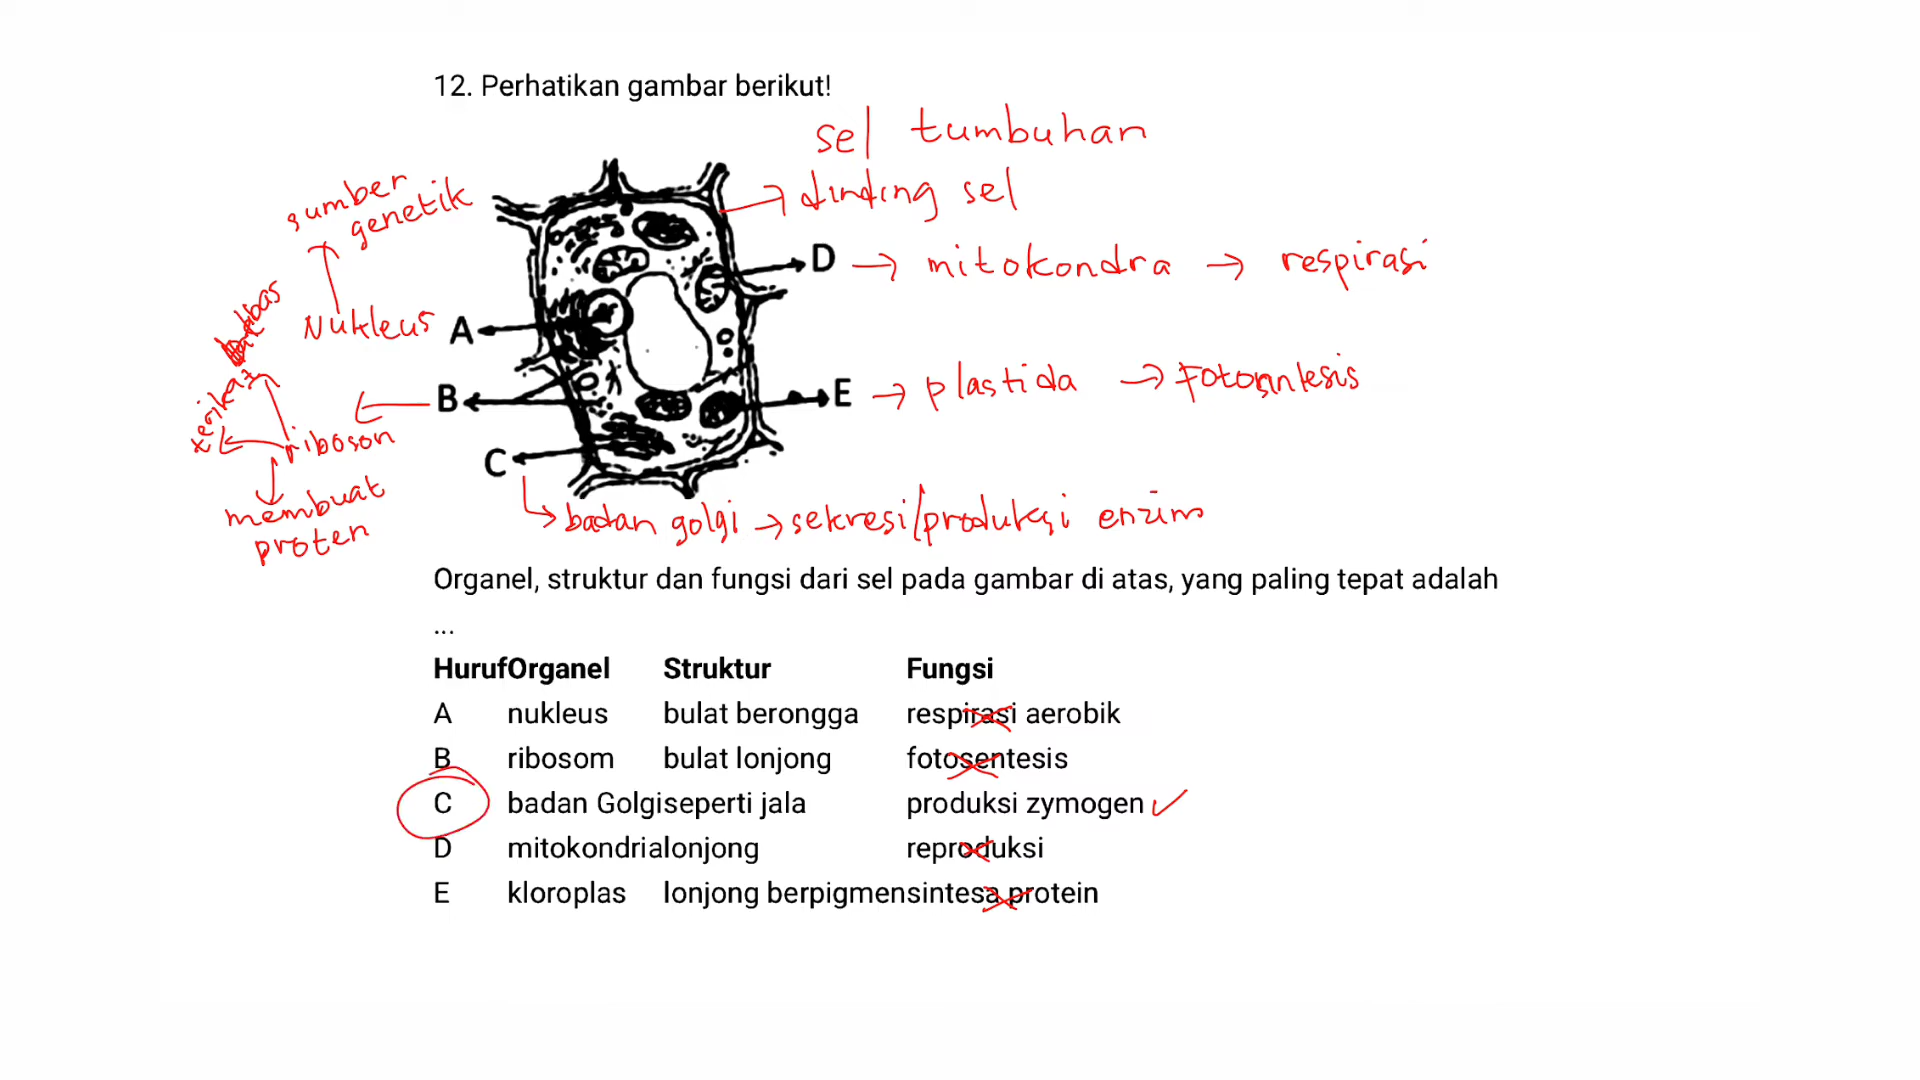 12. Perhatikan gambar berikut!
sel tumbuhan
dinding sel
sumber
genetik
D → mitokondra → respirasi
bebas
Nukleus A
terikat
B
E → plastida → Fotosintesis
riboson
C
membuat
proten
badan golgi → sekresi/produksi enzim
Organel, struktur dan fungsi dari sel pada gambar di atas, yang paling tepat adalah
...
HurufOrganel Struktur Fungsi
A nukleus bulat berongga respirasi aerobik
B ribosom bulat lonjong fotosentesis
C badan Golgiseperti jala produksi zymogen ✓
D mitokondrialonjong reproduksi
E kloroplas lonjong berpigmensintesa protein